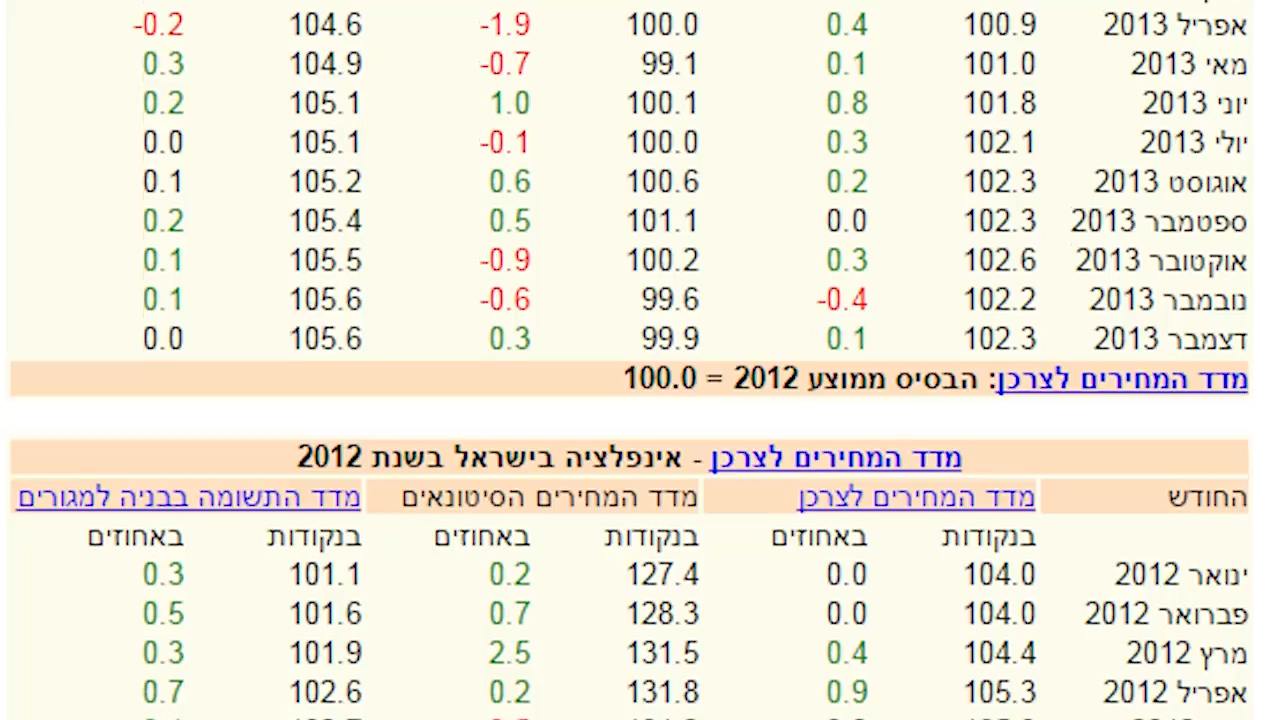 אפריל 2013 100.9 0.4 100.0 -1.9 104.6 -0.2
מאי 2013 101.0 0.1 99.1 -0.7 104.9 0.3
יוני 2013 101.8 0.8 100.1 1.0 105.1 0.2
יולי 2013 102.1 0.3 100.0 -0.1 105.1 0.0
אוגוסט 2013 102.3 0.2 100.6 0.6 105.2 0.1
ספטמבר 2013 102.3 0.0 101.1 0.5 105.4 0.2
אוקטובר 2013 102.6 0.3 100.2 -0.9 105.5 0.1
נובמבר 2013 102.2 -0.4 99.6 -0.6 105.6 0.1
דצמבר 2013 102.3 0.1 99.9 0.3 105.6 0.0
מדד המחירים לצרכן: הבסיס ממוצע 2012 = 100.0
מדד המחירים לצרכן - אינפלציה בישראל בשנת 2012
החודש מדד המחירים לצרכן מדד המחירים הסיטונאים מדד התשומה בבניה למגורים
בנקודות באחוזים בנקודות באחוזים בנקודות באחוזים
ינואר 2012 104.0 0.0 127.4 0.2 101.1 0.3
פברואר 2012 104.0 0.0 128.3 0.7 101.6 0.5
מרץ 2012 104.4 0.4 131.5 2.5 101.9 0.3
אפריל 2012 105.3 0.9 131.8 0.2 102.6 0.7